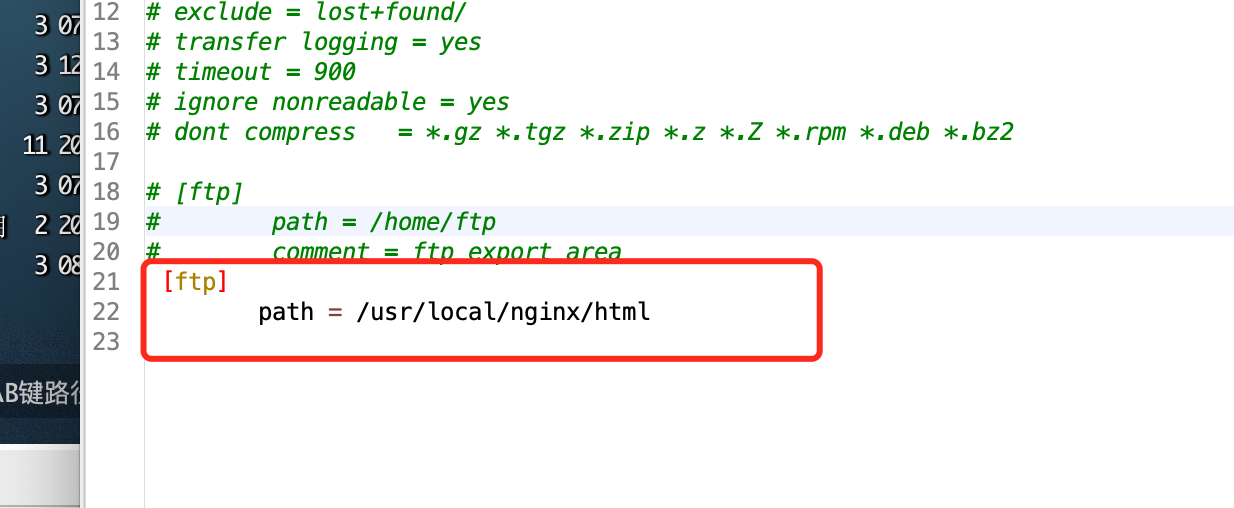 3 07
3 12
3 07
11 20
3 07
2 20
3 08
B键路径
12 # exclude = lost+found/
13 # transfer logging = yes
14 # timeout = 900
15 # ignore nonreadable = yes
16 # dont compress   = *.gz *.tgz *.zip *.z *.Z *.rpm *.deb *.bz2
17
18 # [ftp]
19 #        path = /home/ftp
20 #        comment = ftp export area
21 [ftp]
22        path = /usr/local/nginx/html
23